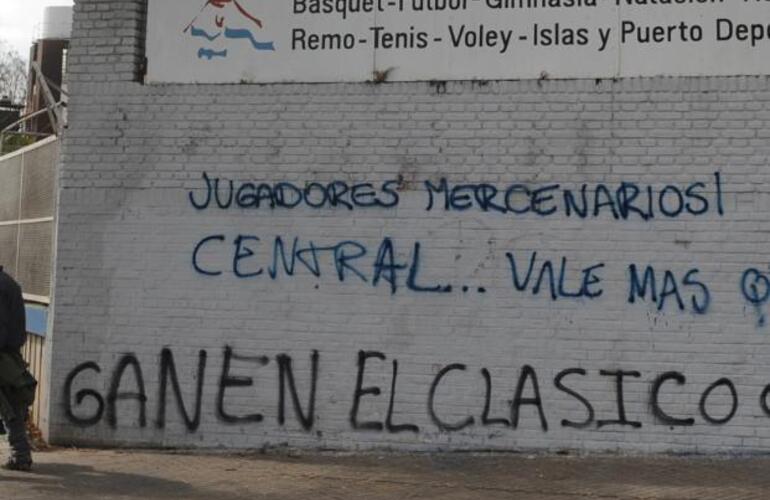 Basquet-Futbol-Gimnasia-Natación-
Remo-Tenis-Voley-Islas y Puerto Depo
JUGADORES MERCENARIOS!
CENTRAL... VALE MAS Q
GANEN EL CLASICO